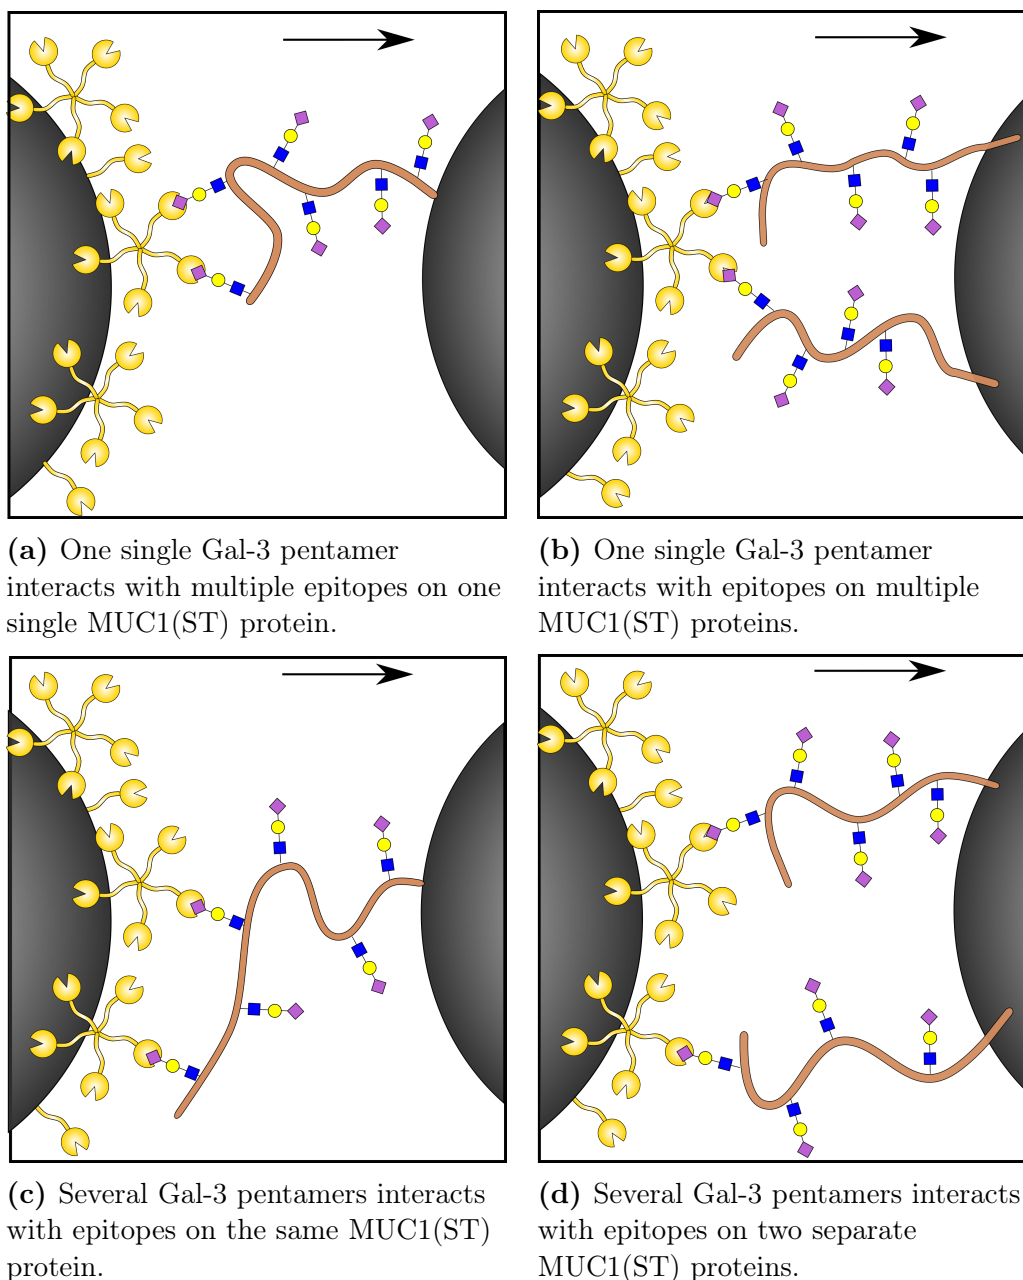 (a) One single Gal-3 pentamer
interacts with multiple epitopes on one
single MUC1(ST) protein.
(b) One single Gal-3 pentamer
interacts with epitopes on multiple
MUC1(ST) proteins.
(c) Several Gal-3 pentamers interacts
with epitopes on the same MUC1(ST)
protein.
(d) Several Gal-3 pentamers interacts
with epitopes on two separate
MUC1(ST) proteins.